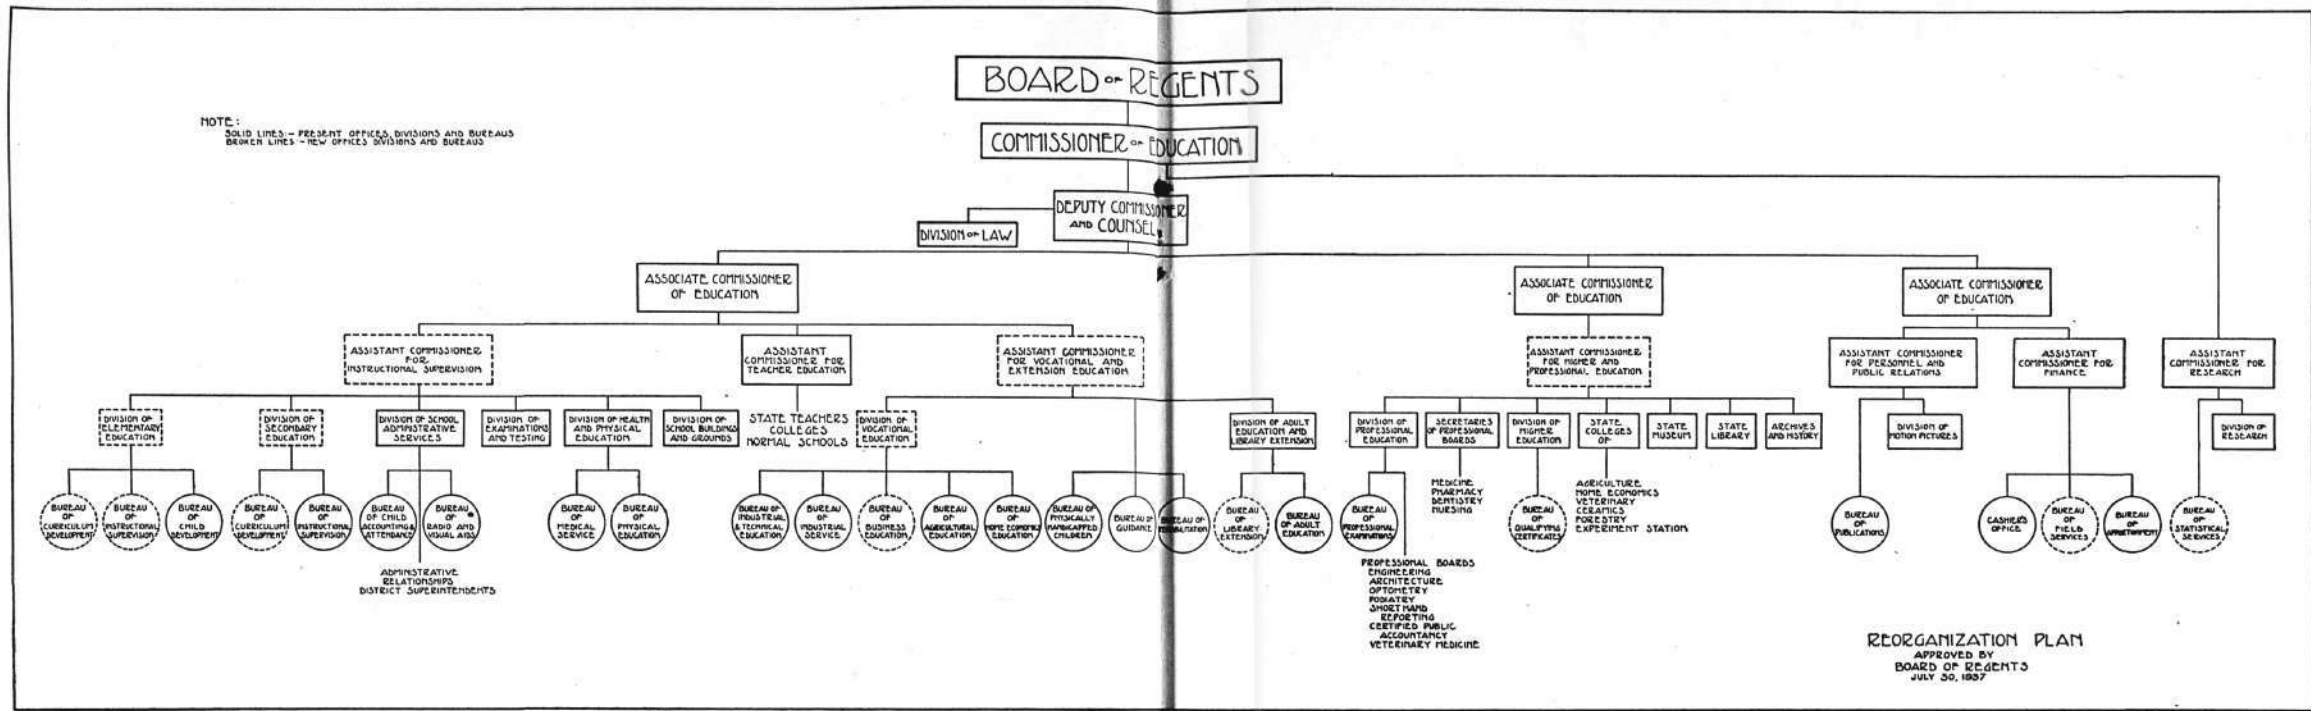 BOARD OF REGENTS
NOTE:
SOLID LINES:- PRESENT OFFICES, DIVISIONS AND BUREAUS
BROKEN LINES:- NEW OFFICES DIVISIONS AND BUREAUS
COMMISSIONER OF EDUCATION
DEPUTY COMMISSIONER
AND COUNSEL
DIVISION OF LAW
ASSOCIATE COMMISSIONER
OF EDUCATION
ASSOCIATE COMMISSIONER
OF EDUCATION
ASSOCIATE COMMISSIONER
OF EDUCATION
ASSISTANT COMMISSIONER
FOR
INSTRUCTIONAL SUPERVISION
ASSISTANT
COMMISSIONER FOR
TEACHER EDUCATION
ASSISTANT COMMISSIONER
FOR VOCATIONAL AND
EXTENSION EDUCATION
ASSISTANT COMMISSIONER
FOR HIGHER AND
PROFESSIONAL EDUCATION
ASSISTANT COMMISSIONER
FOR PERSONNEL AND
PUBLIC RELATIONS
ASSISTANT
COMMISSIONER FOR
FINANCE
ASSISTANT
COMMISSIONER FOR
RESEARCH
DIVISION OF
ELEMENTARY
EDUCATION
DIVISION OF
SECONDARY
EDUCATION
DIVISION OF SCHOOL
ADMINISTRATIVE
SERVICES
DIVISION OF
EXAMINATIONS
AND TESTING
DIVISION OF HEALTH
AND PHYSICAL
EDUCATION
DIVISION OF
SCHOOL BUILDINGS
AND GROUNDS
STATE TEACHERS
COLLEGES
NORMAL SCHOOLS
DIVISION OF
VOCATIONAL
EDUCATION
DIVISION OF ADULT
EDUCATION AND
LIBRARY EXTENSION
DIVISION OF
PROFESSIONAL
EDUCATION
SECRETARIES
OF PROFESSIONAL
BOARDS
DIVISION OF
HIGHER
EDUCATION
STATE
COLLEGES
OF
STATE
MUSEUM
STATE
LIBRARY
ARCHIVES
AND HISTORY
DIVISION OF
MOTION PICTURES
DIVISION
OF
RESEARCH
BUREAU
OF
CURRICULUM
DEVELOPMENT
BUREAU
OF
INSTRUCTIONAL
SUPERVISION
BUREAU
OF
CHILD
DEVELOPMENT
BUREAU
OF
CURRICULUM
DEVELOPMENT
BUREAU
OF
INSTRUCTIONAL
SUPERVISION
BUREAU
OF CHILD
ACCOUNTING &
ATTENDANCE
BUREAU
OF
RADIO AND
VISUAL AIDS
BUREAU
OF
MEDICAL
SERVICE
BUREAU
OF
PHYSICAL
EDUCATION
BUREAU OF
INDUSTRIAL
& TECHNICAL
EDUCATION
BUREAU
OF
INDUSTRIAL
SERVICE
BUREAU
OF
BUSINESS
EDUCATION
BUREAU
OF
AGRICULTURAL
EDUCATION
BUREAU
OF
HOME ECONOMICS
EDUCATION
BUREAU OF
PHYSICALLY
HANDICAPPED
CHILDREN
BUREAU OF
GUIDANCE
BUREAU OF
REHABILITATION
BUREAU
OF
LIBRARY
EXTENSION
BUREAU
OF ADULT
EDUCATION
BUREAU
OF
PROFESSIONAL
EXAMINATIONS
MEDICINE
PHARMACY
DENTISTRY
NURSING
BUREAU
OF
QUALIFYING
CERTIFICATES
AGRICULTURE
HOME ECONOMICS
VETERINARY
CERAMICS
FORESTRY
EXPERIMENT STATION
BUREAU
OF
PUBLICATIONS
CASHIER'S
OFFICE
BUREAU
OF
FIELD
SERVICES
BUREAU
OF
APPORTIONMENT
BUREAU
OF
STATISTICAL
SERVICES
ADMINISTRATIVE
RELATIONSHIPS
DISTRICT SUPERINTENDENTS
PROFESSIONAL BOARDS
ENGINEERING
ARCHITECTURE
OPTOMETRY
PODIATRY
SHORTHAND
REPORTING
CERTIFIED PUBLIC
ACCOUNTANCY
VETERINARY MEDICINE
REORGANIZATION PLAN
APPROVED BY
BOARD OF REGENTS
JULY 30, 1937